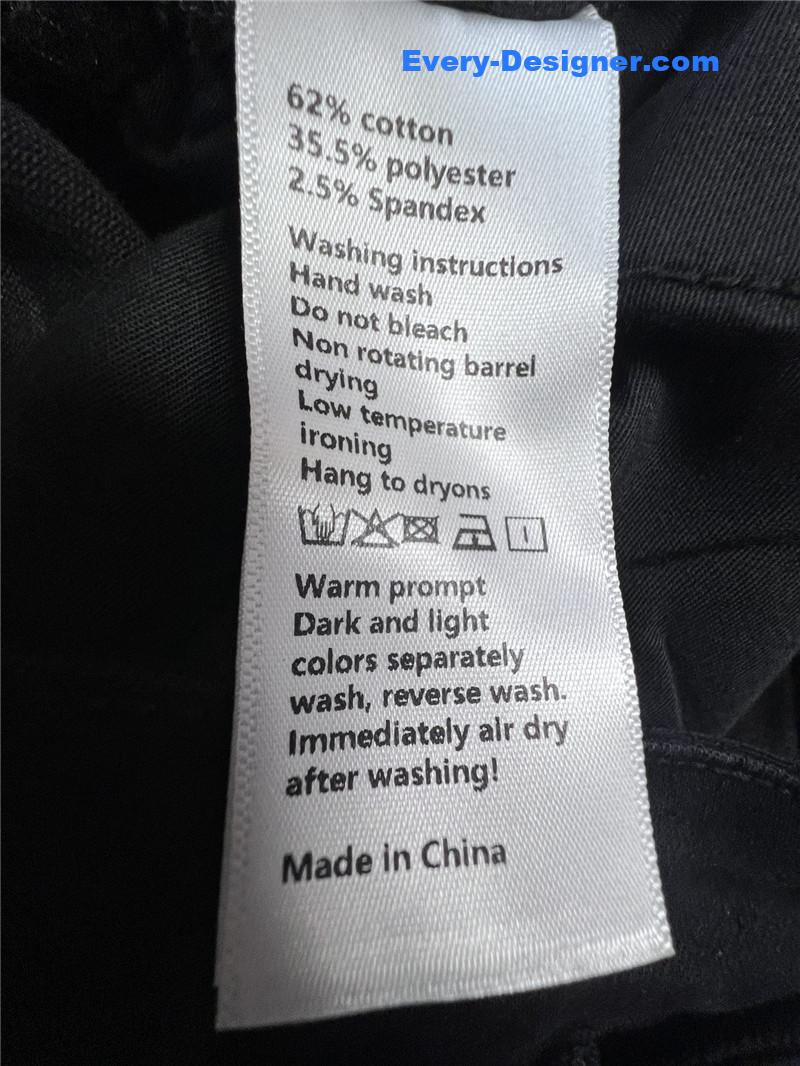 Every-Designer.com
62% cotton
35.5% polyester
2.5% Spandex
Washing instructions
Hand wash
Do not bleach
Non rotating barrel
drying
Low temperature
ironing
Hang to dryons
Warm prompt
Dark and light
colors separately
wash, reverse wash.
Immediately air dry
after washing!
Made in China